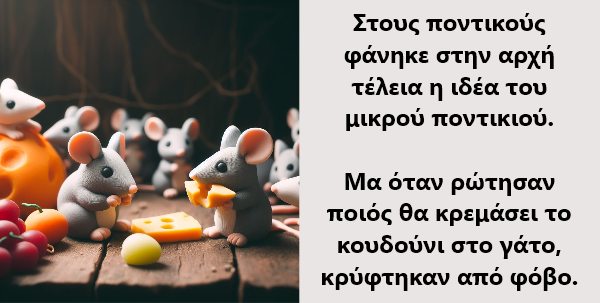 Στους ποντικούς
φάνηκε στην αρχή
τέλεια η ιδέα του
μικρού ποντικιού.
Μα όταν ρώτησαν
ποιός θα κρεμάσει το
κουδούνι στο γάτο,
κρύφτηκαν από φόβο.